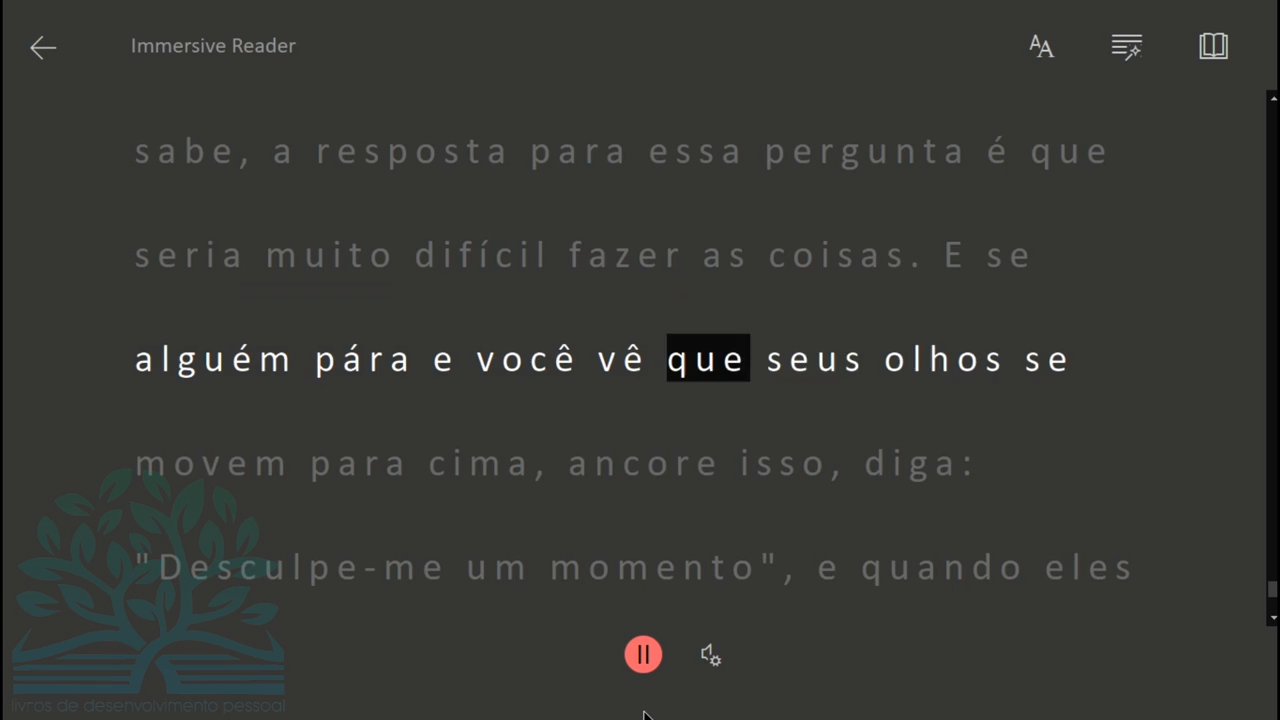 Immersive Reader
sabe, a resposta para essa pergunta é que
seria muito difícil fazer as coisas. E se
alguém pára e você vê que seus olhos se
movem para cima, ancore isso, diga:
"Desculpe-me um momento", e quando eles
livros de desenvolvimento pessoal